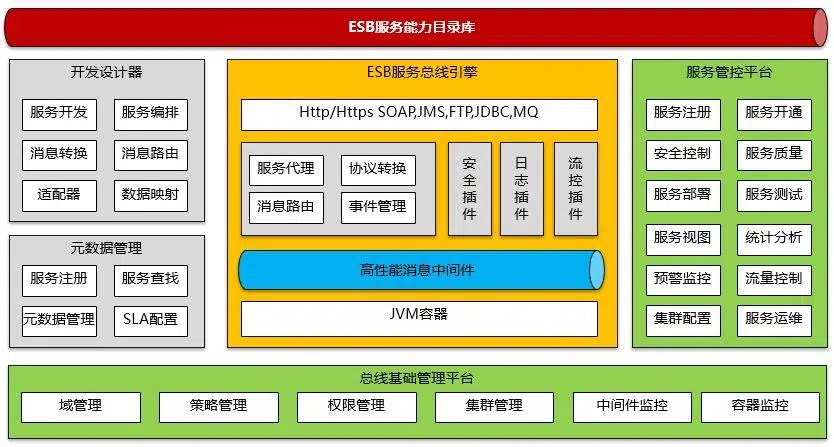 ESB服务能力目录库
开发设计器
服务开发
服务编排
消息转换
消息路由
适配器
数据映射
元数据管理
服务注册
服务查找
元数据管理
SLA配置
ESB服务总线引擎
Http/Https SOAP,JMS,FTP,JDBC,MQ
服务代理
协议转换
消息路由
事件管理
安全插件
日志插件
流控插件
高性能消息中间件
JVM容器
服务管控平台
服务注册
服务开通
安全控制
服务质量
服务部署
服务测试
服务视图
统计分析
预警监控
流量控制
集群配置
服务运维
总线基础管理平台
域管理
策略管理
权限管理
集群管理
中间件监控
容器监控